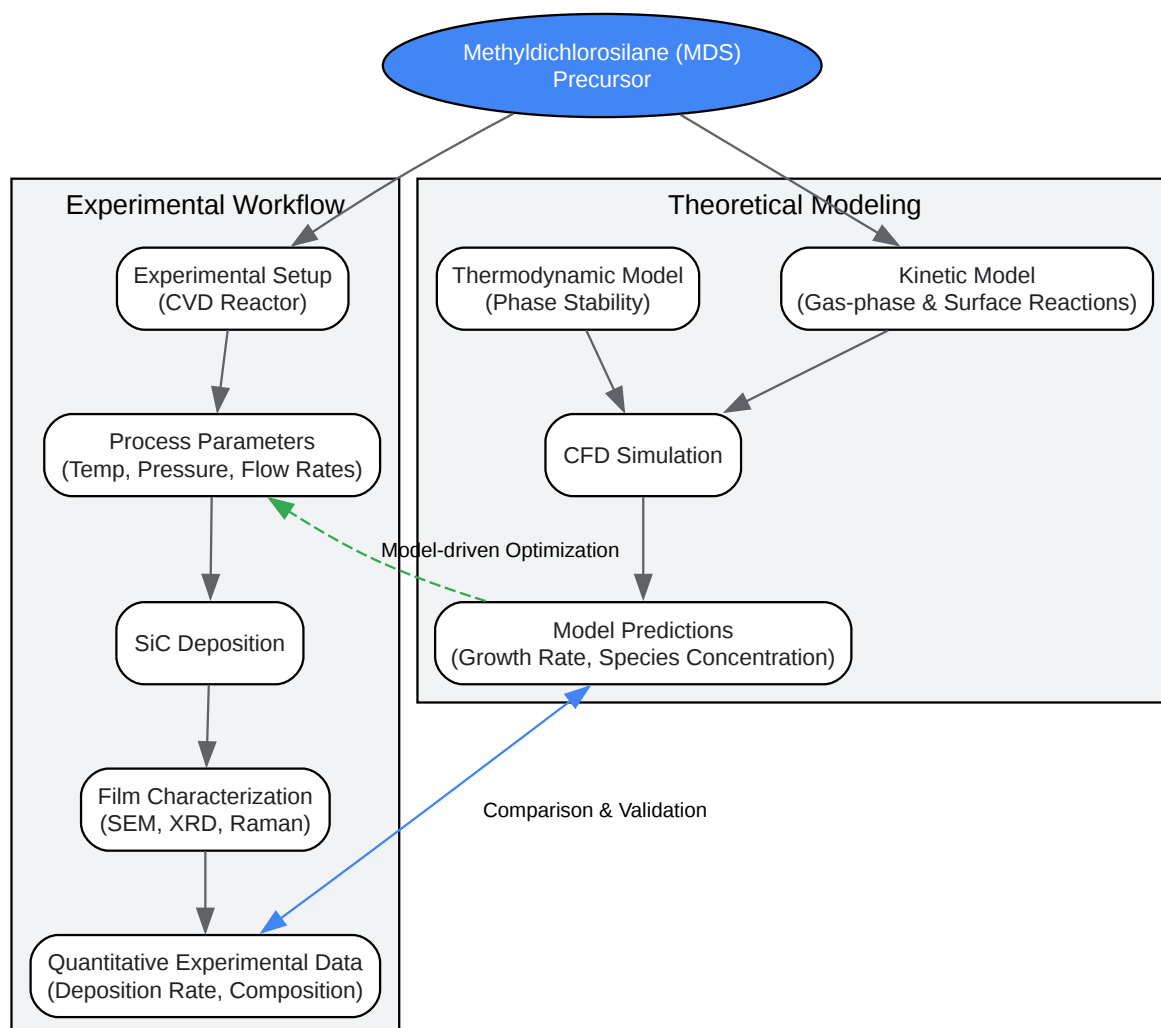 Methyldichlorosilane (MDS)
Precursor
Experimental Workflow
Experimental Setup
(CVD Reactor)
Process Parameters
(Temp, Pressure, Flow Rates)
SiC Deposition
Film Characterization
(SEM, XRD, Raman)
Quantitative Experimental Data
(Deposition Rate, Composition)
Theoretical Modeling
Thermodynamic Model
(Phase Stability)
Kinetic Model
(Gas-phase & Surface Reactions)
CFD Simulation
Model-driven Optimization
Model Predictions
(Growth Rate, Species Concentration)
Comparison & Validation